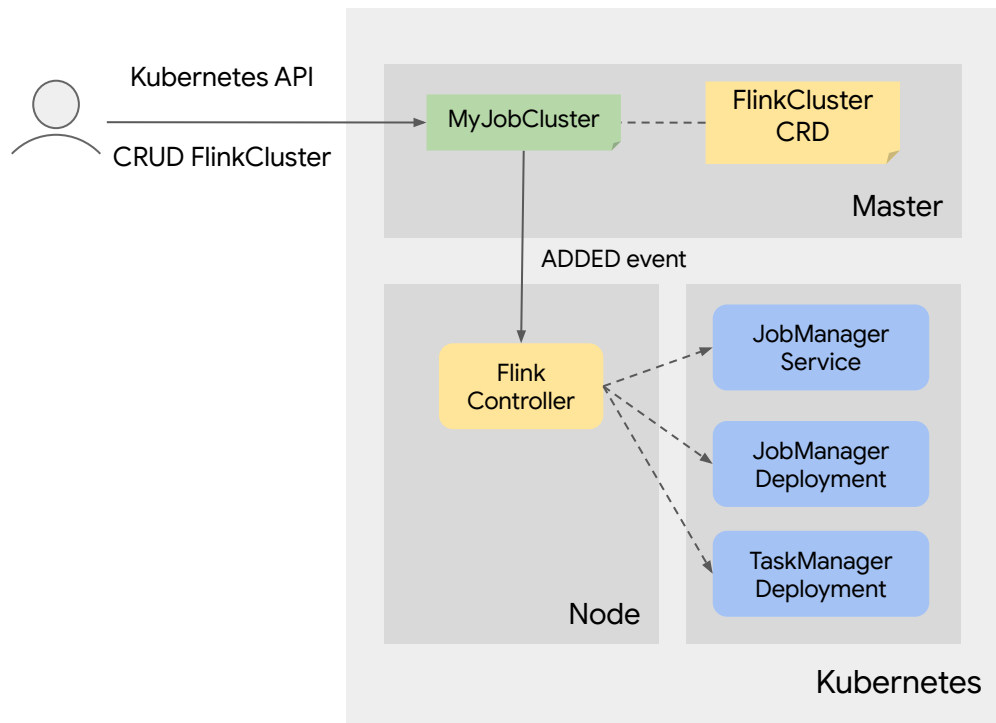 Kubernetes API
CRUD FlinkCluster
MyJobCluster
FlinkCluster
CRD
Master
ADDED event
Flink
Controller
Node
JobManager
Service
JobManager
Deployment
TaskManager
Deployment
Kubernetes